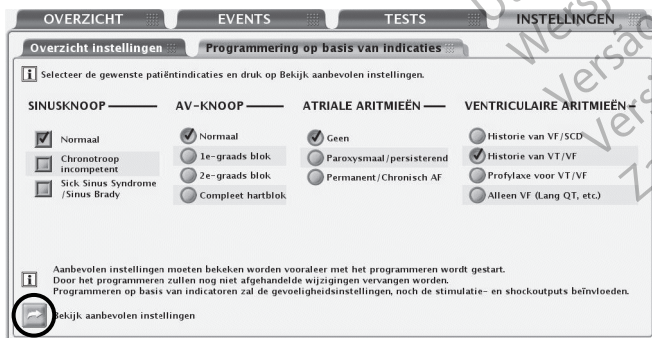 OVERZICHT EVENTS TESTS INSTELLINGEN
Overzicht instellingen Programmering op basis van indicaties
i Selecteer de gewenste patiëntindicaties en druk op Bekijk aanbevolen instellingen.
SINUSKNOOP AV-KNOOP ATRIALE ARITMIEËN VENTRICULAIRE ARITMIEËN
Normaal Normaal Geen Historie van VF/SCD
Chronotroop incompetent 1e-graads blok Paroxysmaal/persisterend Historie van VT/VF
Sick Sinus Syndrome /Sinus Brady 2e-graads blok Permanent/Chronisch AF Profylaxe voor VT/VF
Compleet hartblok Alleen VF (Lang QT, etc.)
Aanbevolen instellingen moeten bekeken worden vooraleer met het programmeren wordt gestart.
i Door het programmeren zullen nog niet afgehandelde wijzigingen vervangen worden.
Programmeren op basis van indicatoren zal de gevoeligheidsinstellingen, noch de stimulatie- en shockoutputs beïnvloeden.
Bekijk aanbevolen instellingen